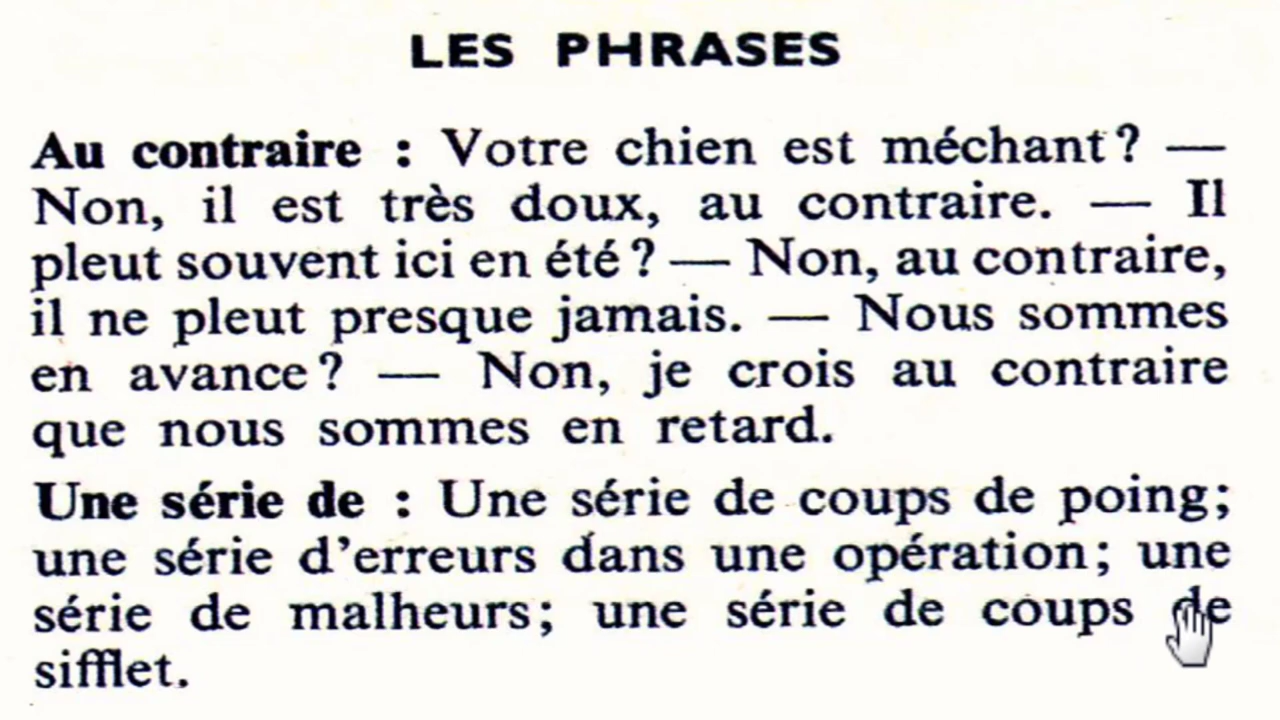 LES PHRASES
Au contraire : Votre chien est méchant ? —
Non, il est très doux, au contraire. — Il
pleut souvent ici en été ? — Non, au contraire,
il ne pleut presque jamais. — Nous sommes
en avance ? — Non, je crois au contraire
que nous sommes en retard.
Une série de : Une série de coups de poing;
une série d’erreurs dans une opération; une
série de malheurs; une série de coups de
sifflet.